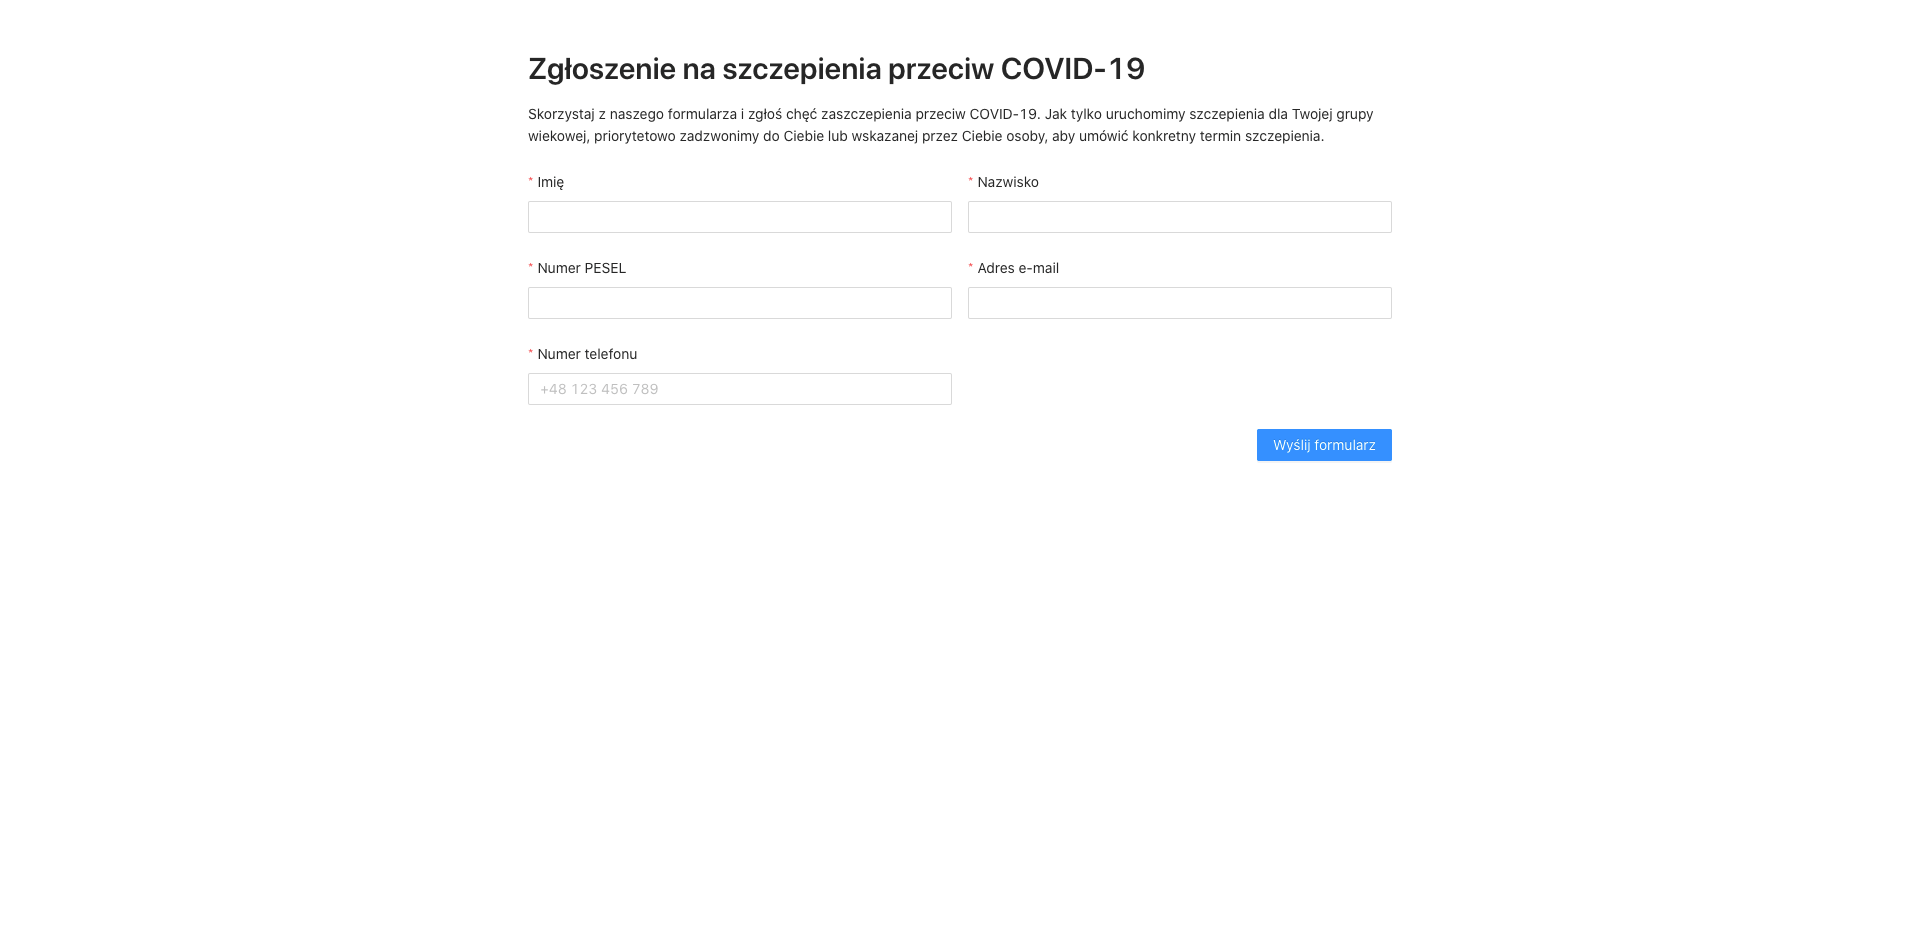 Zgłoszenie na szczepienia przeciw COVID-19
Skorzystaj z naszego formularza i zgłoś chęć zaszczepienia przeciw COVID-19. Jak tylko uruchomimy szczepienia dla Twojej grupy
wiekowej, priorytetowo zadzwonimy do Ciebie lub wskazanej przez Ciebie osoby, aby umówić konkretny termin szczepienia.
* Imię
* Nazwisko
* Numer PESEL
* Adres e-mail
* Numer telefonu
+48 123 456 789
Wyślij formularz